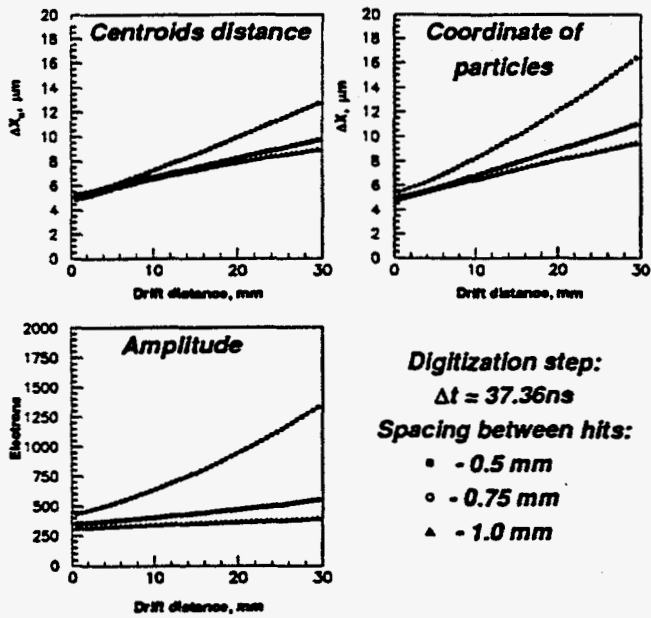 Centroids distance
20
18
16
14
12
10
8
6
4
2
0
ΔXₒ, μm
0 10 20 30
Drift distance, mm
Coordinate of
particles
20
18
16
14
12
10
8
6
4
2
0
ΔX, μm
0 10 20 30
Drift distance, mm
Amplitude
2000
1750
1500
1250
1000
750
500
250
0
Electrons
0 10 20 30
Drift distance, mm
Digitization step:
Δt = 37.36ns
Spacing between hits:
▪ - 0.5 mm
○ - 0.75 mm
▲ - 1.0 mm